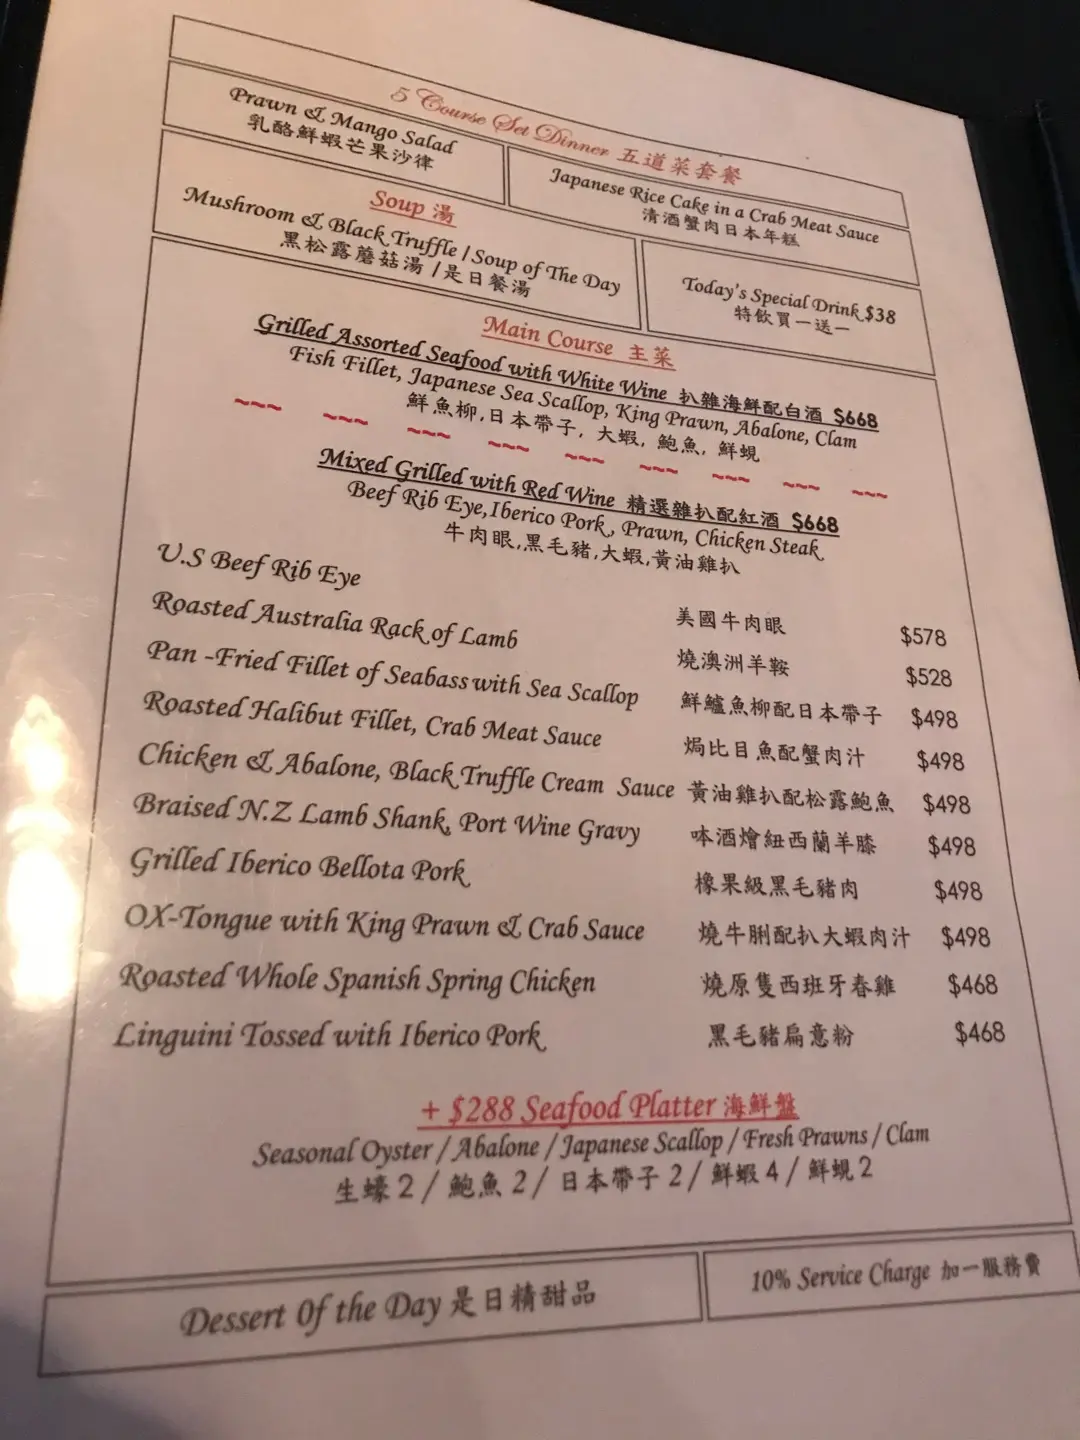 5 Course Set Dinner 五道菜套餐
Prawn & Mango Salad
乳酪鮮蝦芒果沙律
Japanese Rice Cake in a Crab Meat Sauce
清酒蟹肉日本年糕
Soup 湯
Mushroom & Black Truffle / Soup of The Day
黑松露蘑菇湯 / 是日餐湯
Today's Special Drink $38
特飲買一送一
Main Course 主菜
Grilled Assorted Seafood with White Wine 扒雜海鮮配白酒 $668
Fish Fillet, Japanese Sea Scallop, King Prawn, Abalone, Clam
鮮魚柳,日本帶子, 大蝦, 鮑魚, 鮮蜆
~~~ ~~~ ~~~ ~~~ ~~~ ~~~ ~~~ ~~~ ~~~
Mixed Grilled with Red Wine 精選雜扒配紅酒 $668
Beef Rib Eye, Iberico Pork, Prawn, Chicken Steak
牛肉眼,黑毛豬,大蝦,黃油雞扒
U.S Beef Rib Eye 美國牛肉眼 $578
Roasted Australia Rack of Lamb 燒澳洲羊鞍 $528
Pan -Fried Fillet of Seabass with Sea Scallop 鮮鱸魚柳配日本帶子 $498
Roasted Halibut Fillet, Crab Meat Sauce 焗比目魚配蟹肉汁 $498
Chicken & Abalone, Black Truffle Cream Sauce 黃油雞扒配松露鮑魚 $498
Braised N.Z Lamb Shank, Port Wine Gravy 咘酒燴紐西蘭羊膝 $498
Grilled Iberico Bellota Pork 橡果級黑毛豬肉 $498
OX-Tongue with King Prawn & Crab Sauce 燒牛脷配扒大蝦肉汁 $498
Roasted Whole Spanish Spring Chicken 燒原隻西班牙春雞 $468
Linguini Tossed with Iberico Pork 黑毛豬扁意粉 $468
+ $288 Seafood Platter 海鮮盤
Seasonal Oyster / Abalone / Japanese Scallop / Fresh Prawns / Clam
生蠔 2 / 鮑魚 2 / 日本帶子 2 / 鮮蝦 4 / 鮮蜆 2
Dessert Of the Day 是日精甜品
10% Service Charge 加一服務費